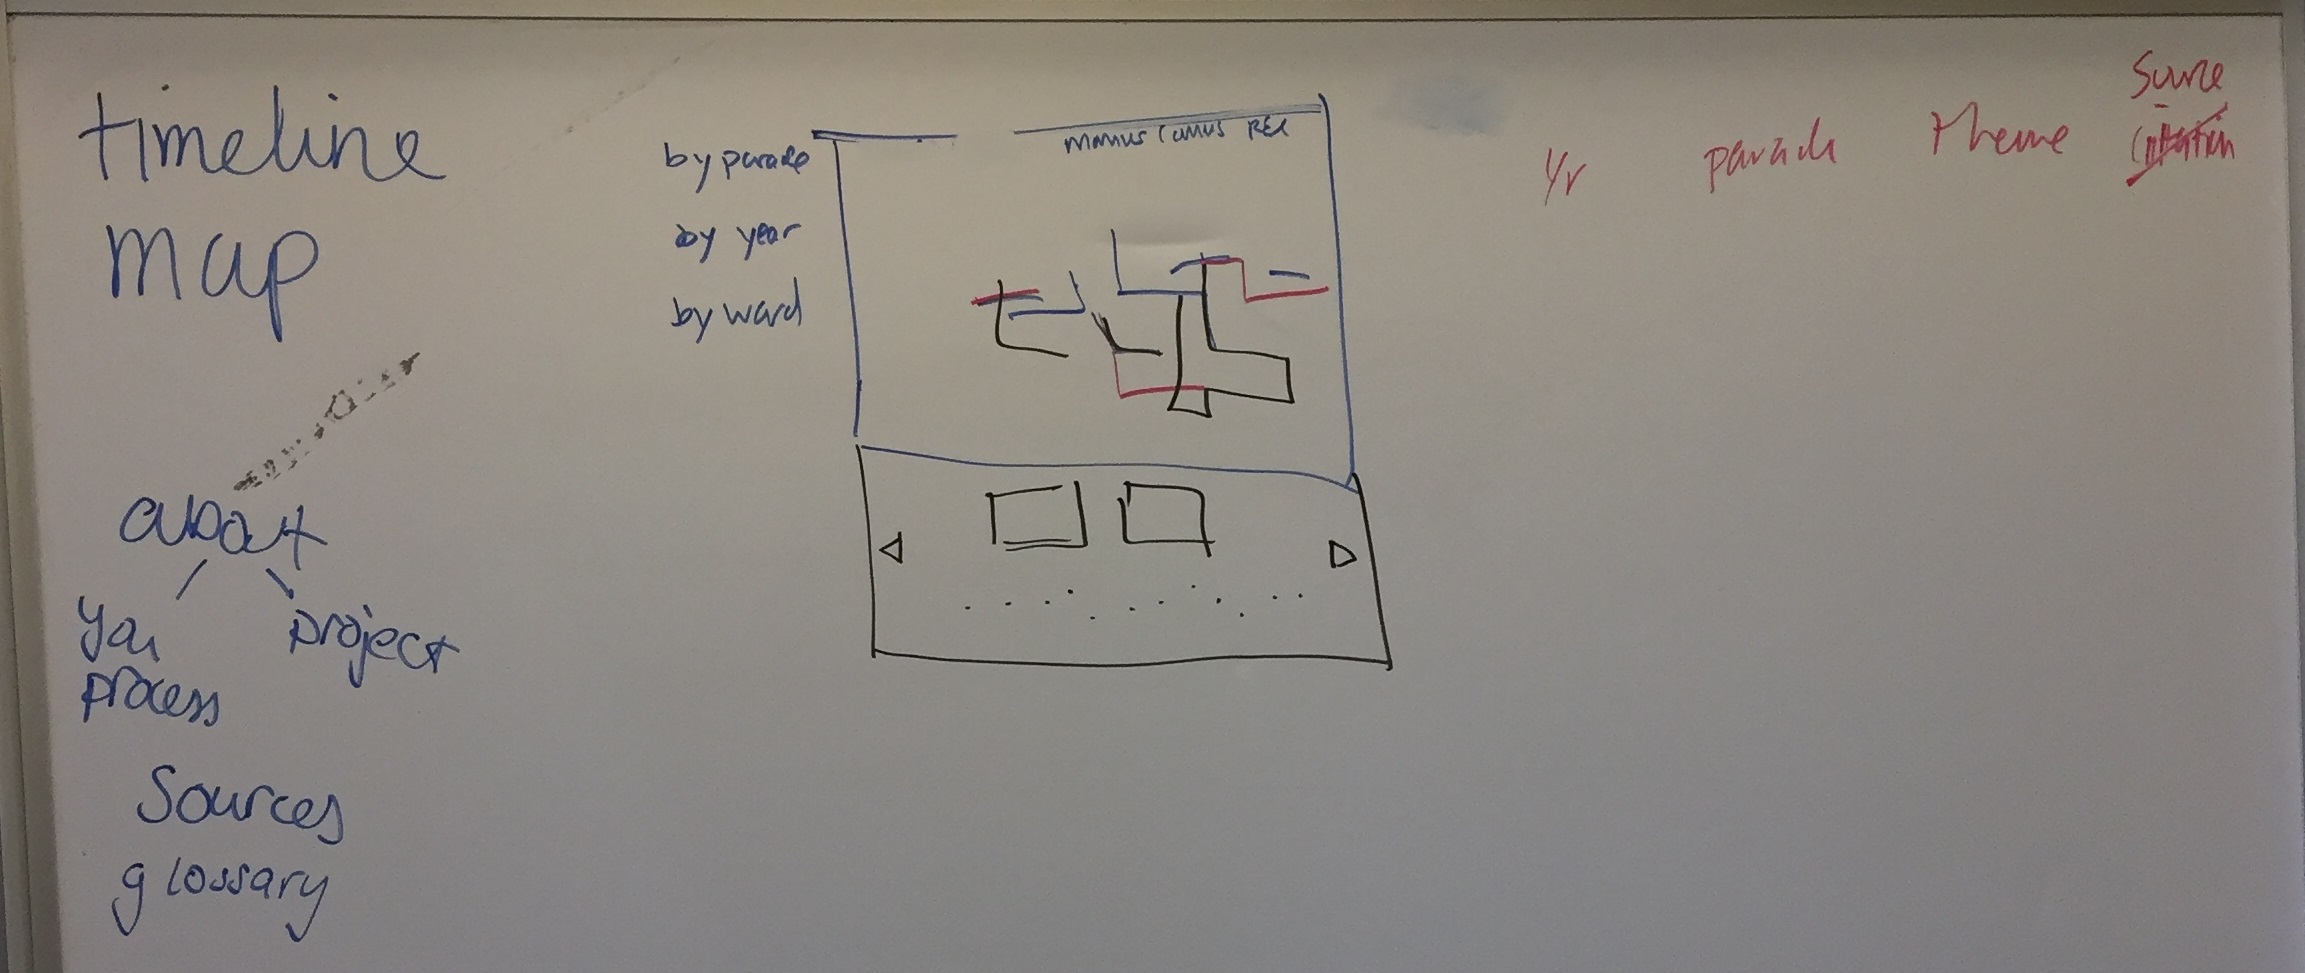 timeline
map
about
you
process
project
Sources
glossary
by parade
by year
by ward
momus Comus REX
Yr
parade
theme
Source